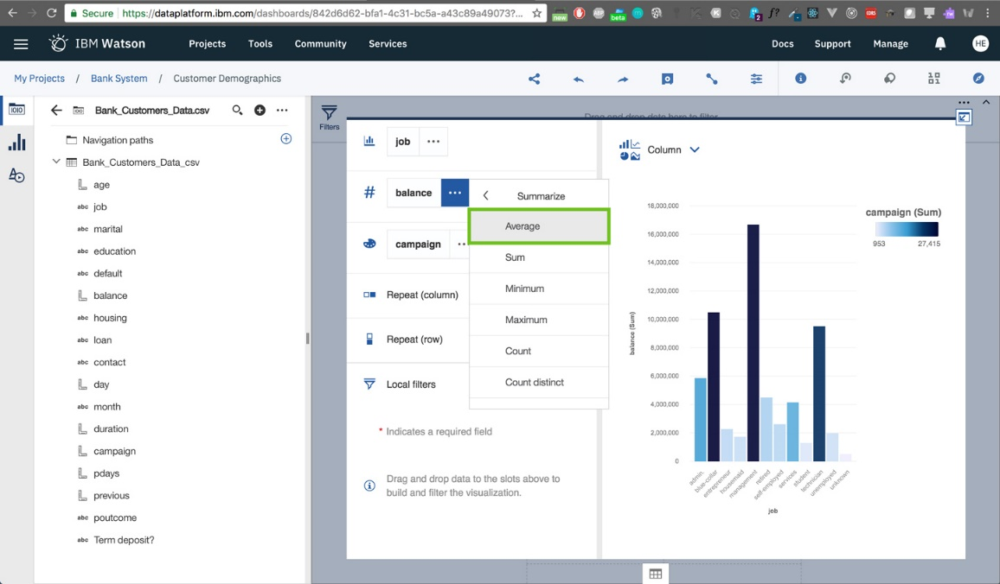 Secure https://dataplatform.ibm.com/dashboards/842d6d62-bfa1-4c31-bc5a-a43c89a49073?...
new
ABP
beta
2
f?
CORS
IBM Watson
Projects
Tools
Community
Services
Docs
Support
Manage
HE
My Projects / Bank System / Customer Demographics
Bank_Customers_Data.csv
Navigation paths
Bank_Customers_Data_csv
age
abc job
abc marital
abc education
abc default
balance
abc housing
abc loan
abc contact
day
abc month
duration
campaign
pdays
previous
abc poutcome
abc Term deposit?
Filters
Drag and drop data here to filter
job
# balance
campaign
Repeat (column)
Repeat (row)
Local filters
* Indicates a required field
Drag and drop data to the slots above to
build and filter the visualization.
Summarize
Average
Sum
Minimum
Maximum
Count
Count distinct
Column
18,000,000
16,000,000
14,000,000
12,000,000
10,000,000
8,000,000
6,000,000
4,000,000
2,000,000
0
balance (Sum)
admin.
blue-collar
entrepreneur
housemaid
management
retired
self-employed
services
student
technician
unemployed
unknown
job
campaign (Sum)
953 27,415